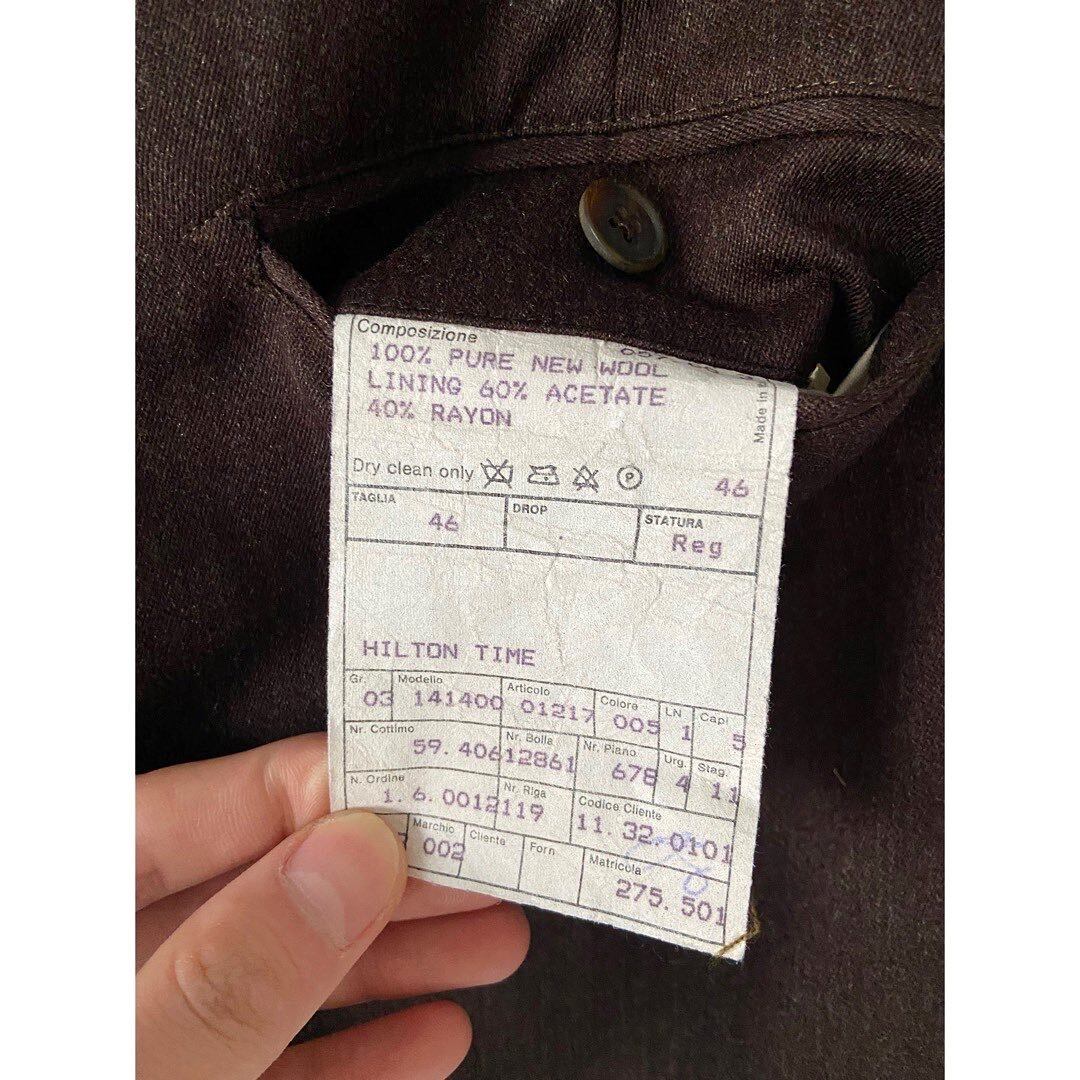 Composizione
100% PURE NEW WOOL
LINING 60% ACETATE
40% RAYON
Made in
Dry clean only P 46
TAGLIA DROP STATURA
46 Reg
HILTON TIME
Gr. Modello Articolo Colore LN Capi
03 141400 01217 005 1 5
Nr. Cottimo Nr. Bolla Nr. Piano Urg. Stag.
59.406 12861 678 4 11
N. Ordine Nr. Riga Codice Cliente
1.6.0012 119 11.32.0101
Marchio Cliente Forn Matricola
002 275.501